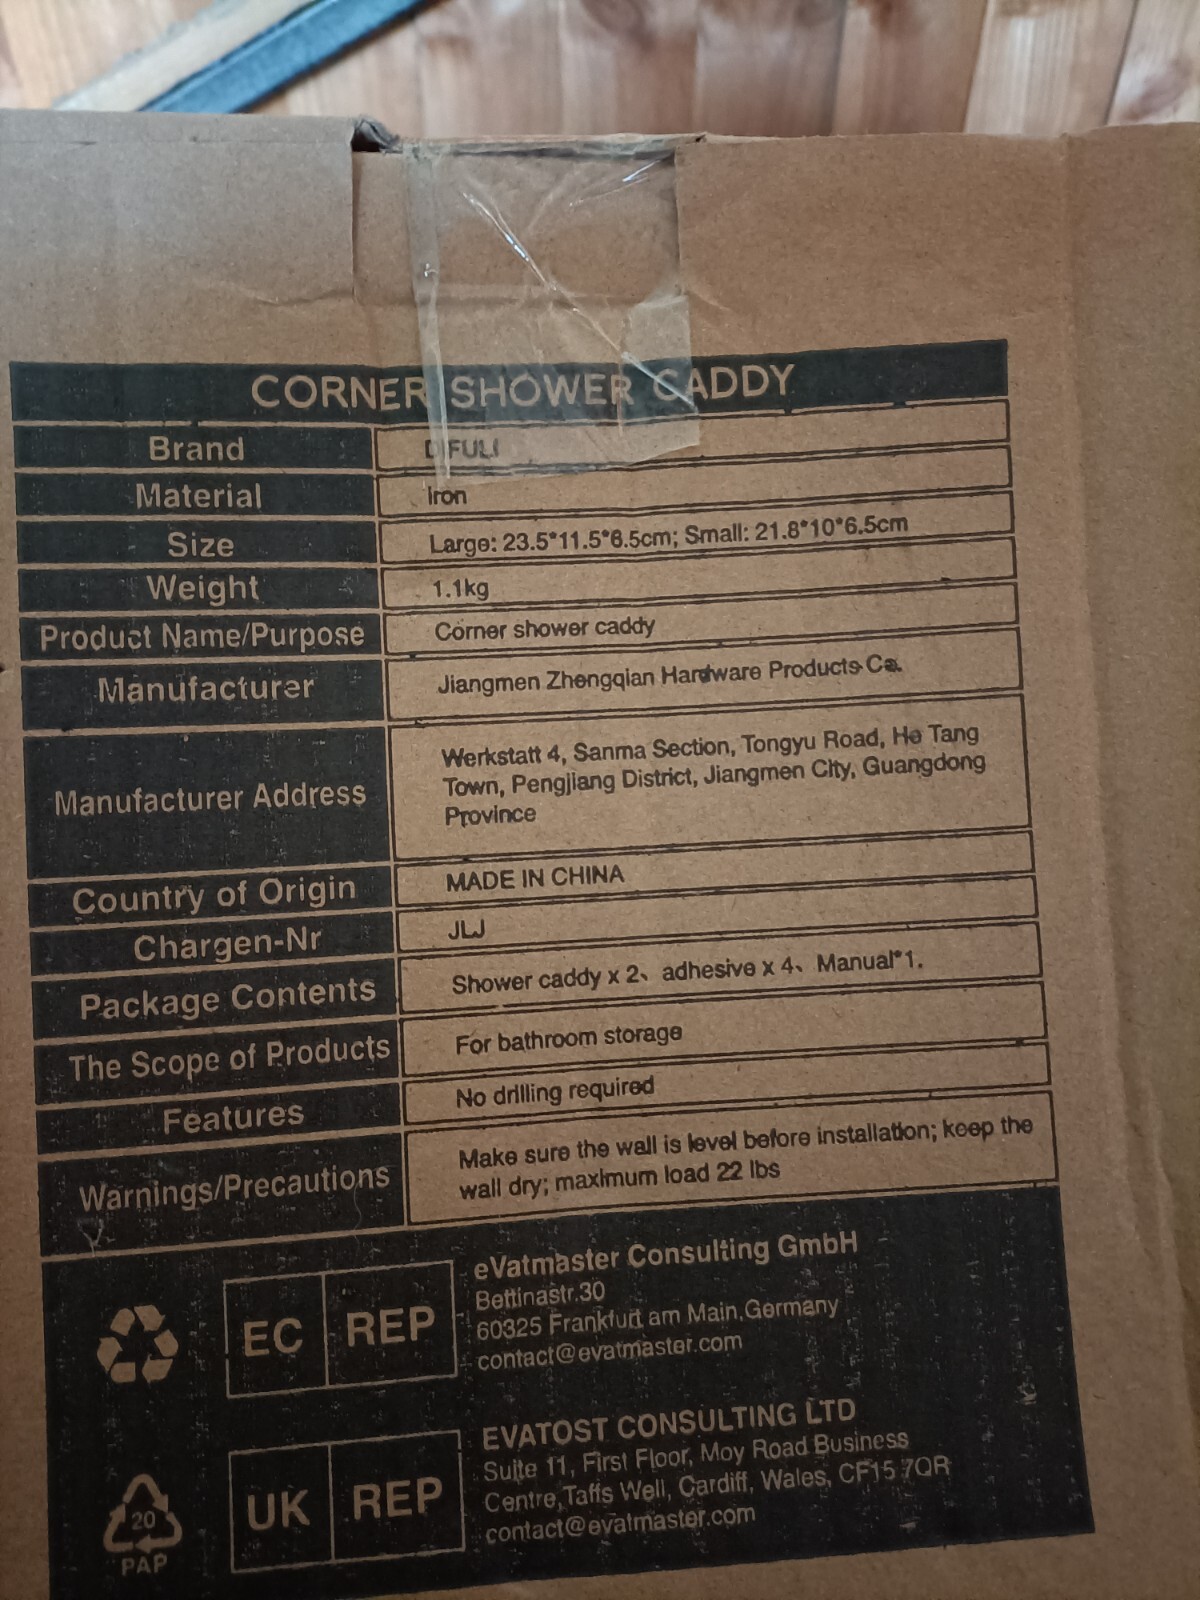 CORNER SHOWER CADDY
Brand DIFULI
Material Iron
Size Large: 23.5*11.5*6.5cm; Small: 21.8*10*6.5cm
Weight 1.1kg
Product Name/Purpose Corner shower caddy
Manufacturer Jiangmen Zhengqian Hardware Products Co.
Manufacturer Address
Werkstatt 4, Sanma Section, Tongyu Road, He Tang
Town, Pengjiang District, Jiangmen City, Guangdong
Province
Country of Origin MADE IN CHINA
Chargen-Nr JLJ
Package Contents Shower caddy x 2、adhesive x 4、Manual*1.
The Scope of Products For bathroom storage
Features No drilling required
Warnings/Precautions
Make sure the wall is level before installation; keep the
wall dry; maximum load 22 lbs
EC REP
eVatmaster Consulting GmbH
Bettinastr.30
60325 Frankfurt am Main,Germany
contact@evatmaster.com
20
PAP
UK REP
EVATOST CONSULTING LTD
Suite 11, First Floor, Moy Road Business
Centre,Taffs Well, Cardiff, Wales, CF15 7QR
contact@evatmaster.com